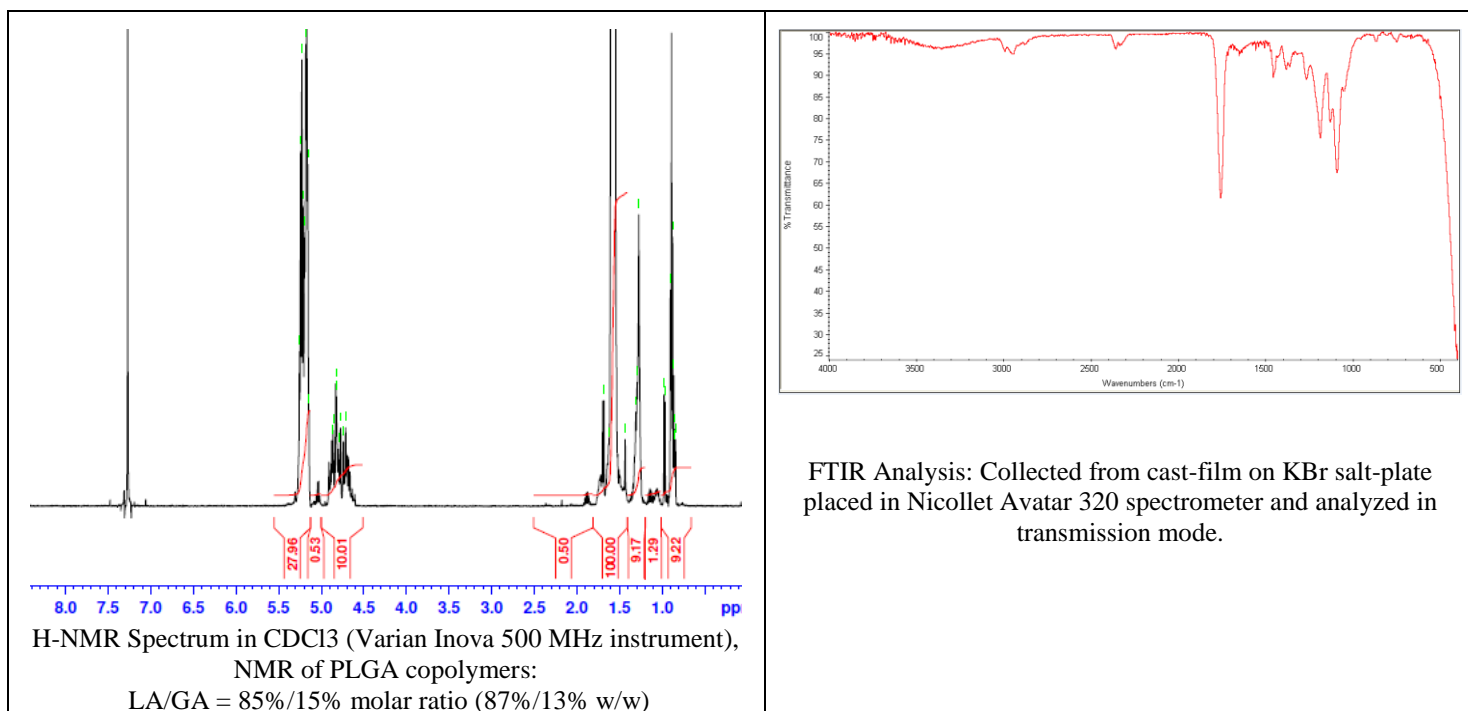 27.96
0.53
10.01
0.50
100.00
9.17
1.29
9.22
8.0 7.5 7.0 6.5 6.0 5.5 5.0 4.5 4.0 3.5 3.0 2.5 2.0 1.5 1.0
H-NMR Spectrum in CDCl3 (Varian Inova 500 MHz instrument),
NMR of PLGA copolymers:
LA/GA = 85%/15% molar ratio (87%/13% w/w)
100
95
90
85
80
75
70
65
60
55
50
45
40
35
30
25
% Transmittance
4000 3500 3000 2500 2000 1500 1000 500
Wavenumbers (cm-1)
FTIR Analysis: Collected from cast-film on KBr salt-plate
placed in Nicollet Avatar 320 spectrometer and analyzed in
transmission mode.